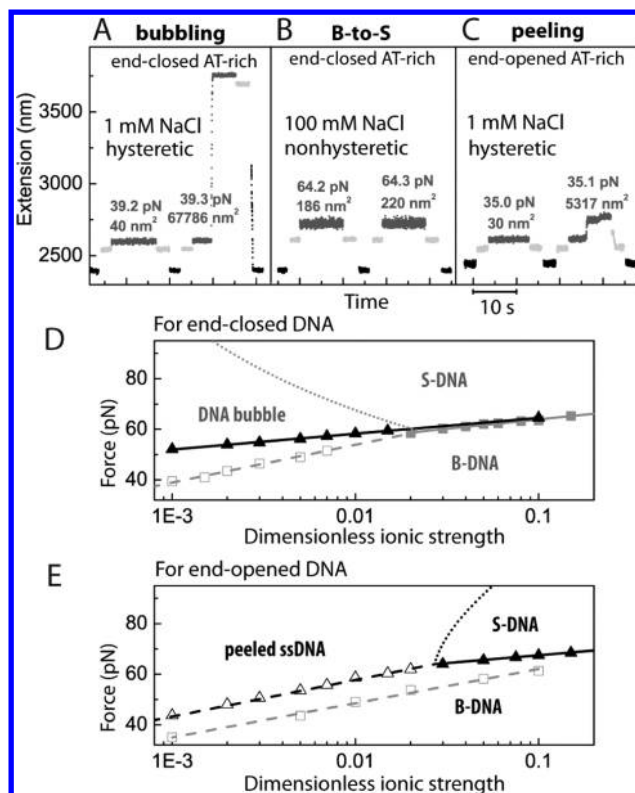 A bubbling
end-closed AT-rich
1 mM NaCl
hysteretic
39.2 pN
40 nm²
39.3 pN
67786 nm²
B B-to-S
end-closed AT-rich
100 mM NaCl
nonhysteretic
64.2 pN
186 nm²
64.3 pN
220 nm²
C peeling
end-opened AT-rich
1 mM NaCl
hysteretic
35.0 pN
30 nm²
35.1 pN
5317 nm²
Extension (nm)
3750
3250
2750
2500
Time
10 s
D For end-closed DNA
Force (pN)
80
60
40
S-DNA
DNA bubble
B-DNA
1E-3
0.01
0.1
Dimensionless ionic strength
E For end-opened DNA
Force (pN)
80
60
40
S-DNA
peeled ssDNA
B-DNA
1E-3
0.01
0.1
Dimensionless ionic strength